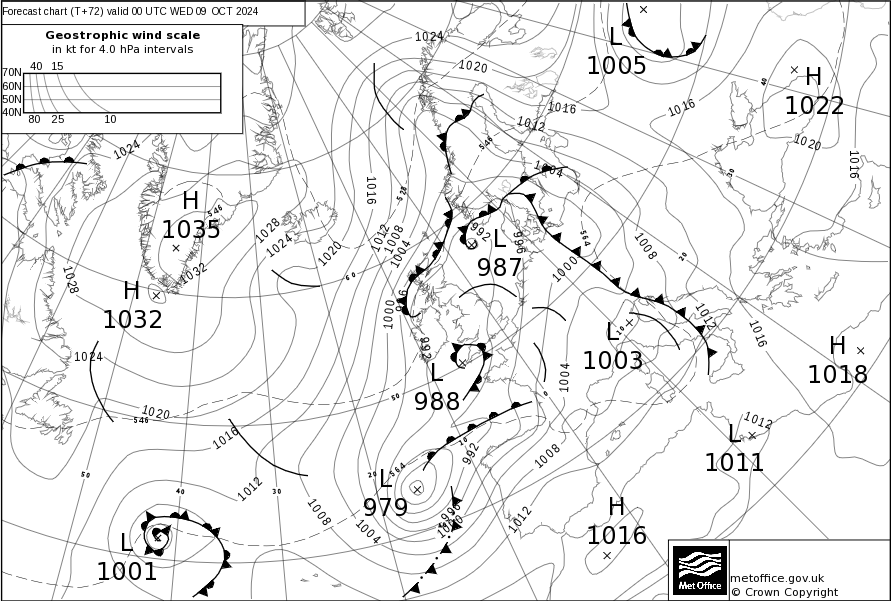 Forecast chart (T+72) valid 00 UTC WED 09 OCT 2024
Geostrophic wind scale
in kt for 4.0 hPa intervals
40 15
70N
60N
50N
40N
80 25 10
L
1005
H
1022
H
1035
H
1032
L
987
L
988
L
1003
H
1018
L
1011
L
979
H
1016
L
1001
1024
1020
1016
1012
1004
1016
1020
1016
1024
1016
1028
1024
1020
1012
1008
1004
1032
1028
1000
992
996
992
1000
1008
1012
1016
1004
1024
1020
1016
1012
1008
1004
992
1008
1012
1012
546
546
528
564
546
564
60
50
50
40
30
20
10
40
20
10
0
metoffice.gov.uk
© Crown Copyright
Met Office